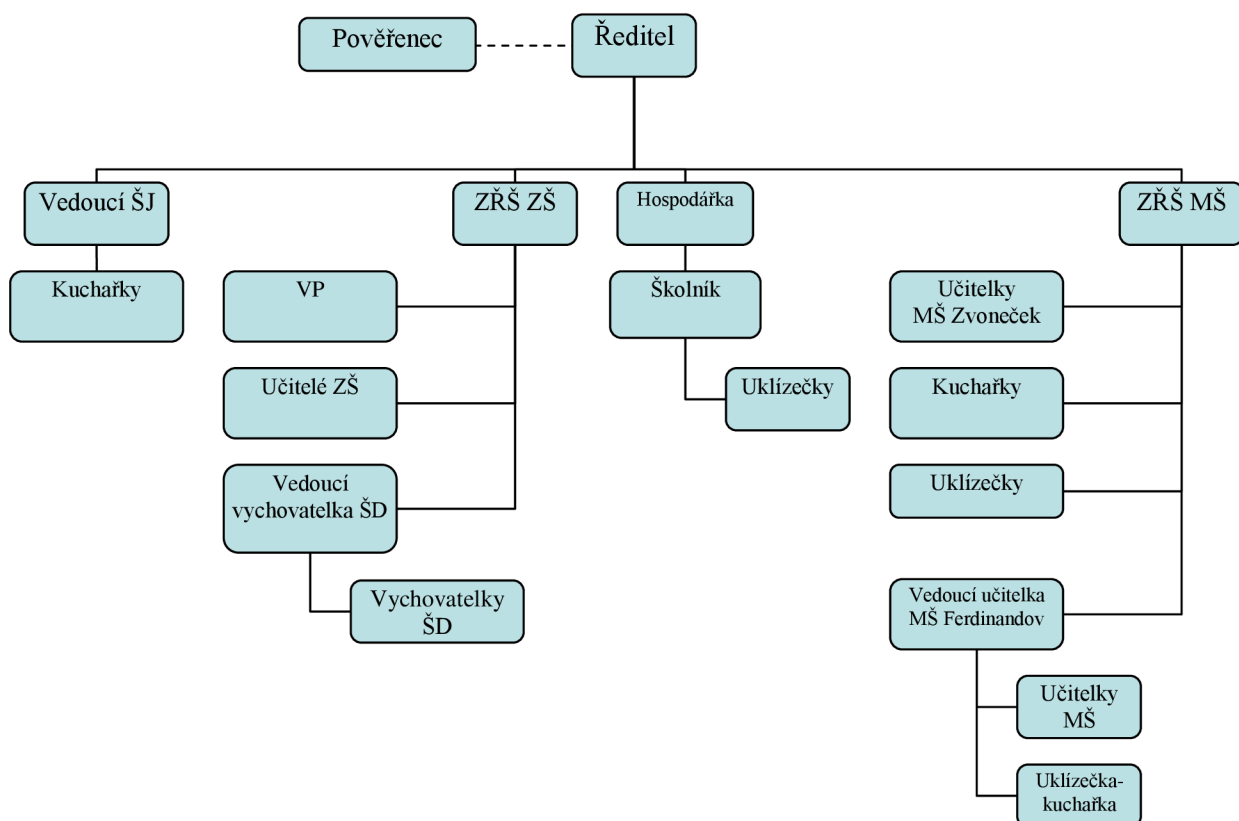 Pověřenec
Ředitel
Vedoucí ŠJ
ZŘŠ ZŠ
Hospodářka
ZŘŠ MŠ
Kuchařky
VP
Školník
Učitelky
MŠ Zvoneček
Učitelé ZŠ
Uklízečky
Kuchařky
Vedoucí
vychovatelka ŠD
Uklízečky
Vychovatelky
ŠD
Vedoucí učitelka
MŠ Ferdinandov
Učitelky
MŠ
Uklízečka-
kuchařka